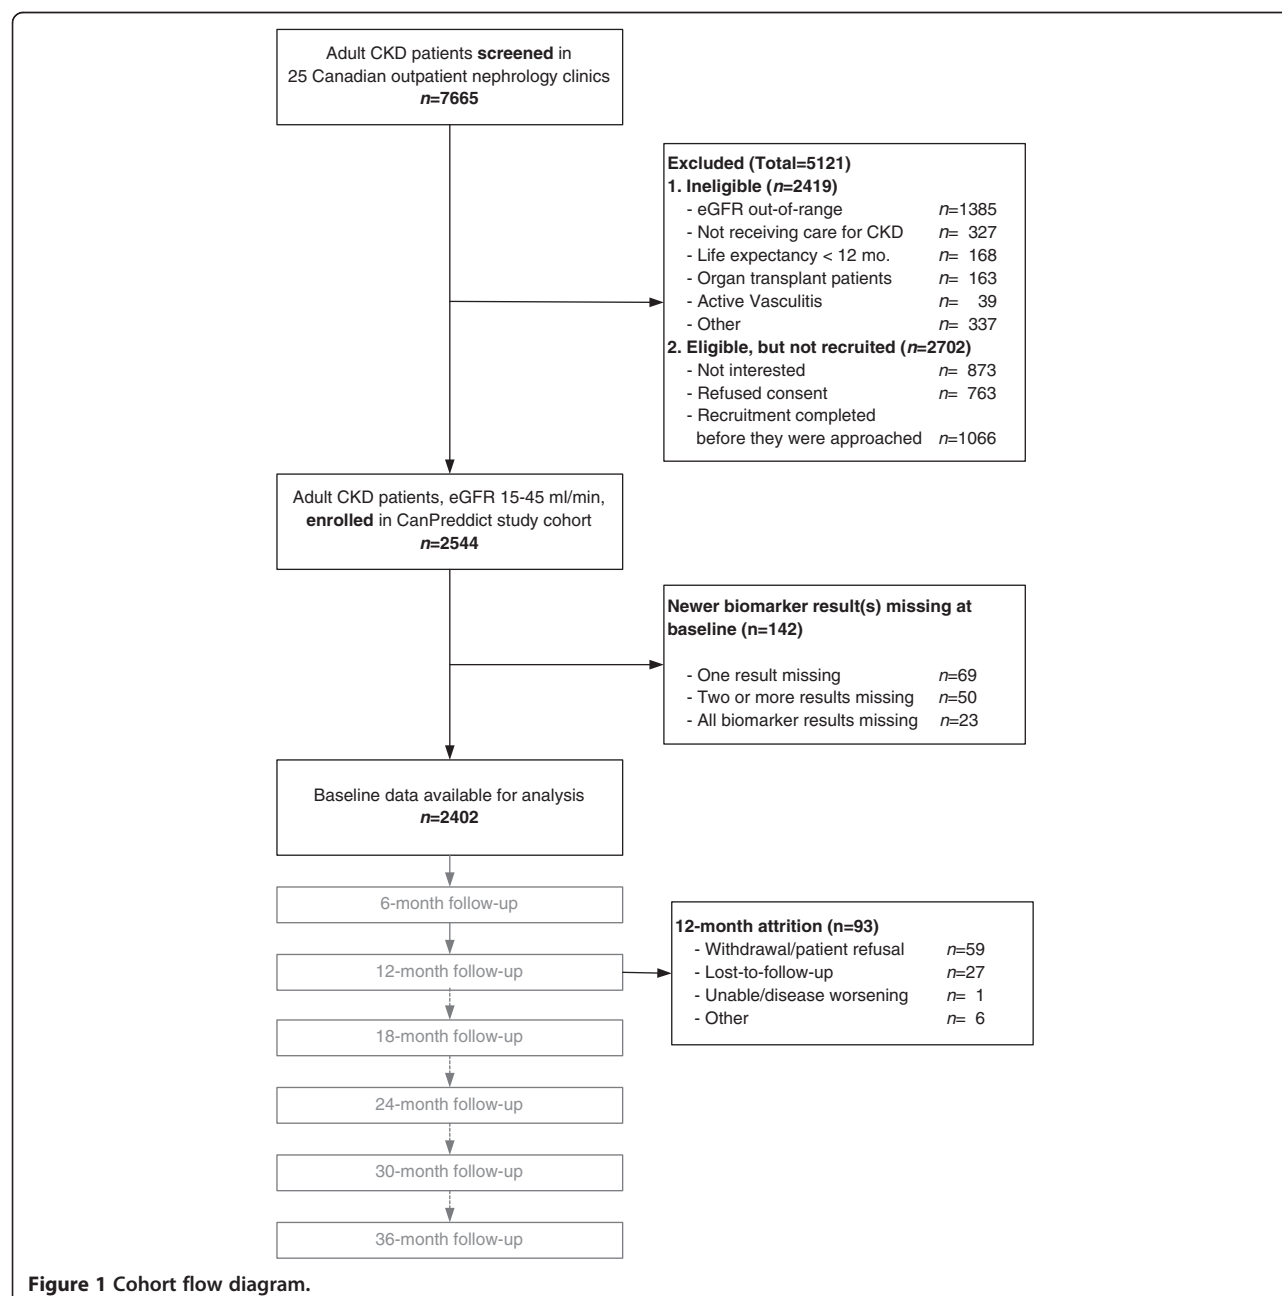 Adult CKD patients screened in
25 Canadian outpatient nephrology clinics
n=7665
Excluded (Total=5121)
1. Ineligible (n=2419)
- eGFR out-of-range n=1385
- Not receiving care for CKD n= 327
- Life expectancy < 12 mo. n= 168
- Organ transplant patients n= 163
- Active Vasculitis n= 39
- Other n= 337
2. Eligible, but not recruited (n=2702)
- Not interested n= 873
- Refused consent n= 763
- Recruitment completed
before they were approached n=1066
Adult CKD patients, eGFR 15-45 ml/min,
enrolled in CanPreddict study cohort
n=2544
Newer biomarker result(s) missing at
baseline (n=142)
- One result missing n=69
- Two or more results missing n=50
- All biomarker results missing n=23
Baseline data available for analysis
n=2402
6-month follow-up
12-month follow-up
12-month attrition (n=93)
- Withdrawal/patient refusal n=59
- Lost-to-follow-up n=27
- Unable/disease worsening n= 1
- Other n= 6
18-month follow-up
24-month follow-up
30-month follow-up
36-month follow-up
Figure 1 Cohort flow diagram.